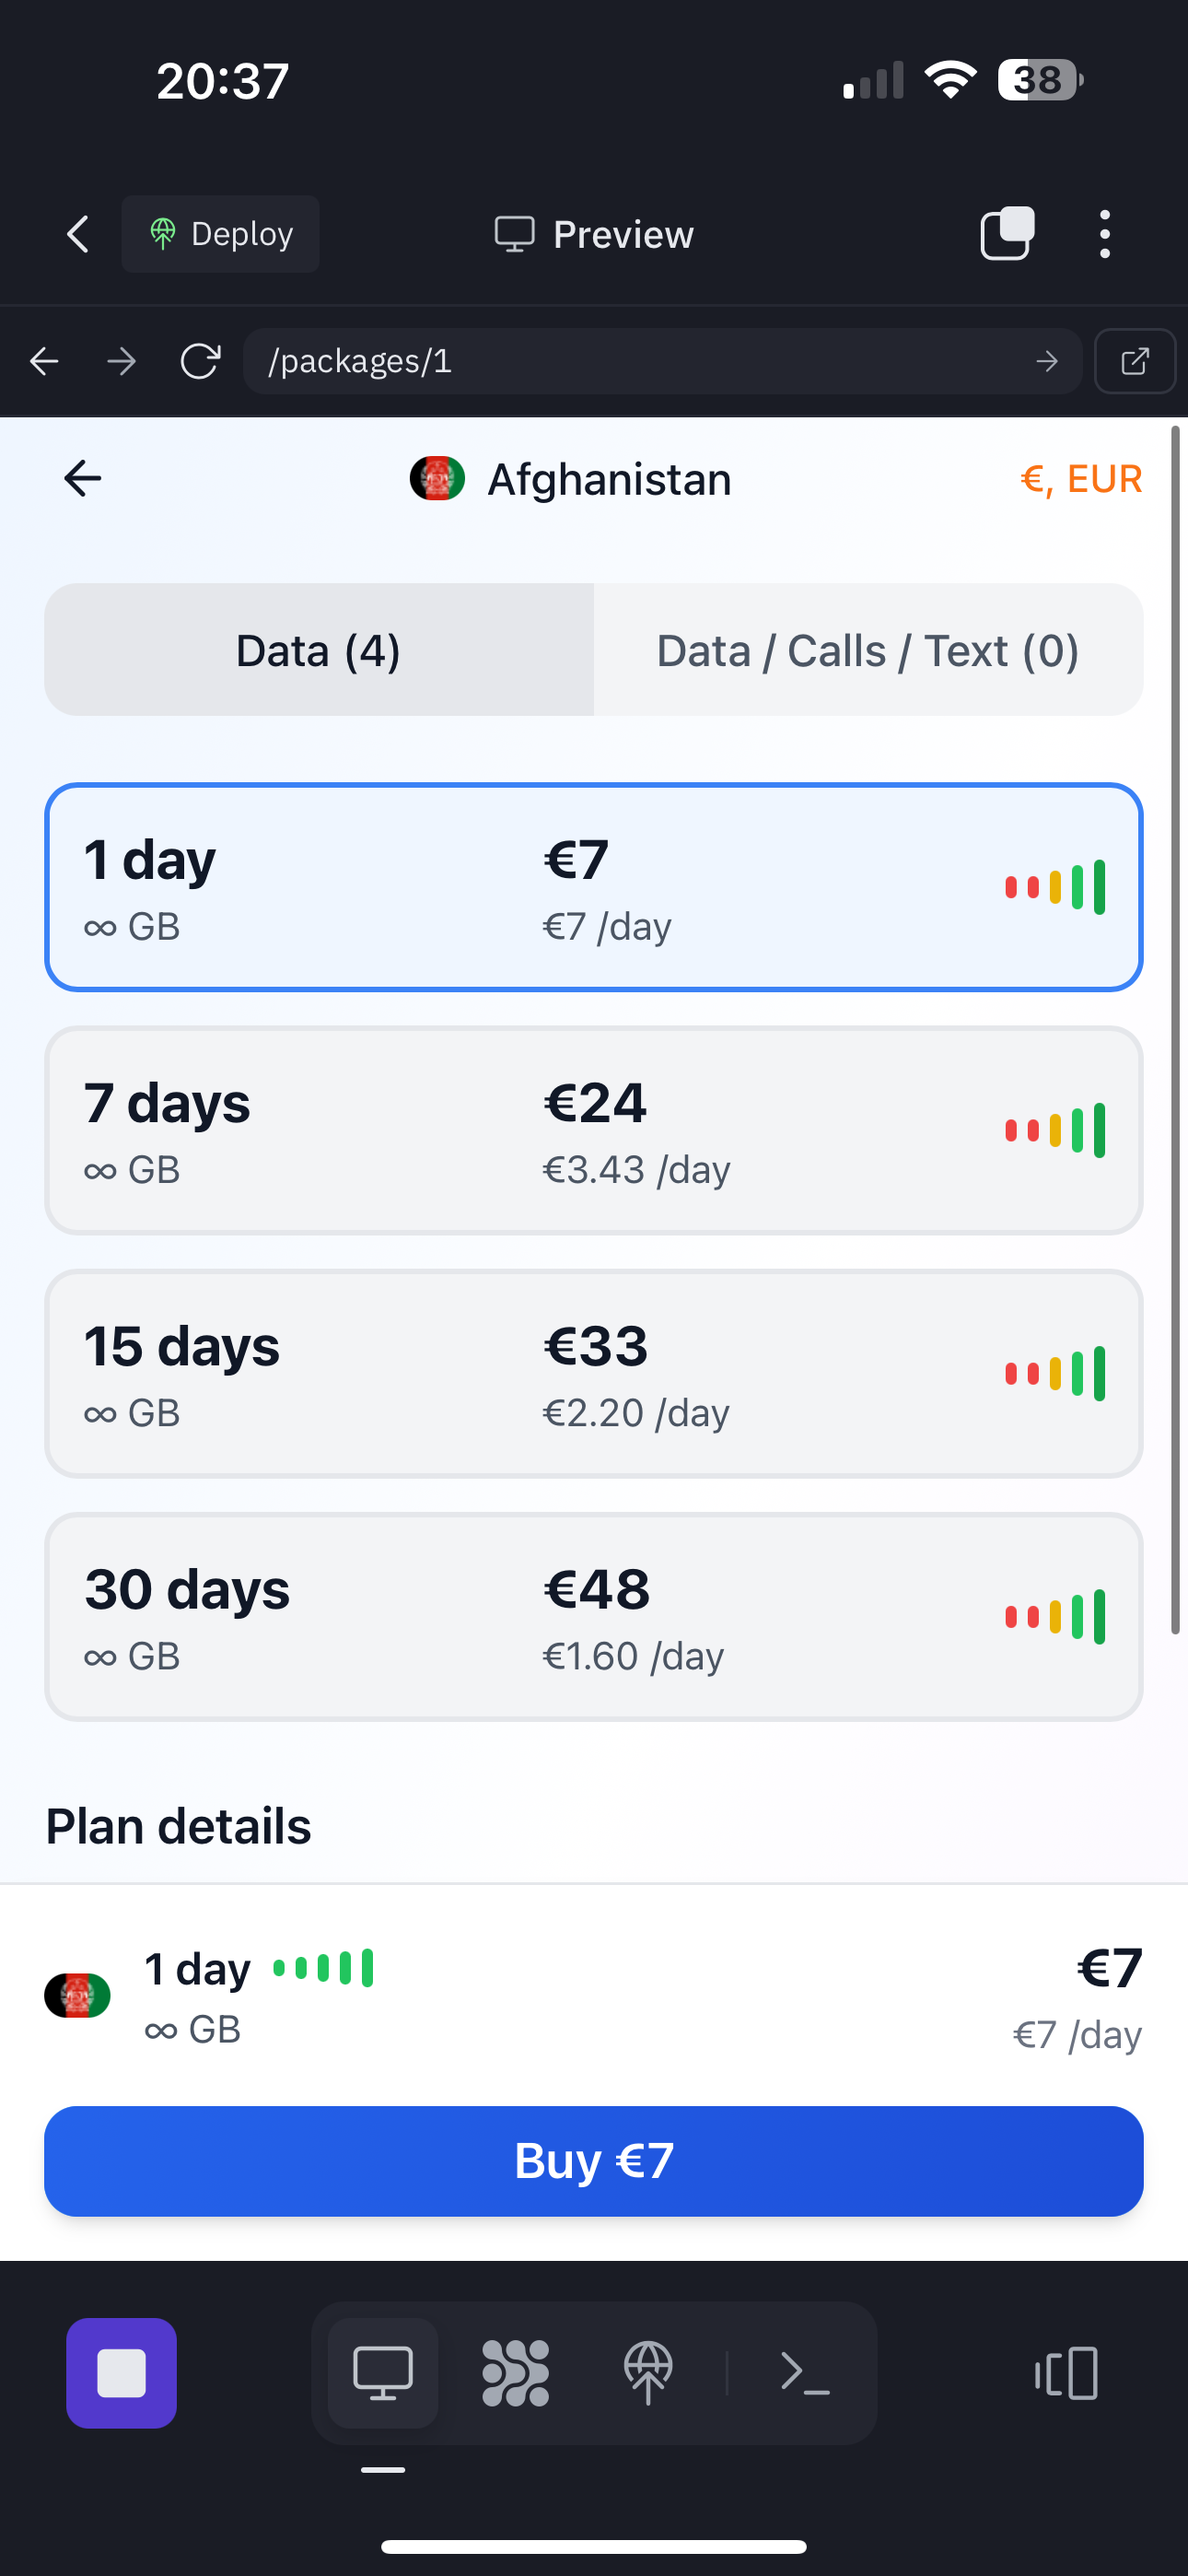 20:37
38
Deploy
Preview
/packages/1
Afghanistan
€, EUR
Data (4)
Data / Calls / Text (0)
1 day
€7
∞ GB
€7 /day
7 days
€24
∞ GB
€3.43 /day
15 days
€33
∞ GB
€2.20 /day
30 days
€48
∞ GB
€1.60 /day
Plan details
1 day
€7
∞ GB
€7 /day
Buy €7